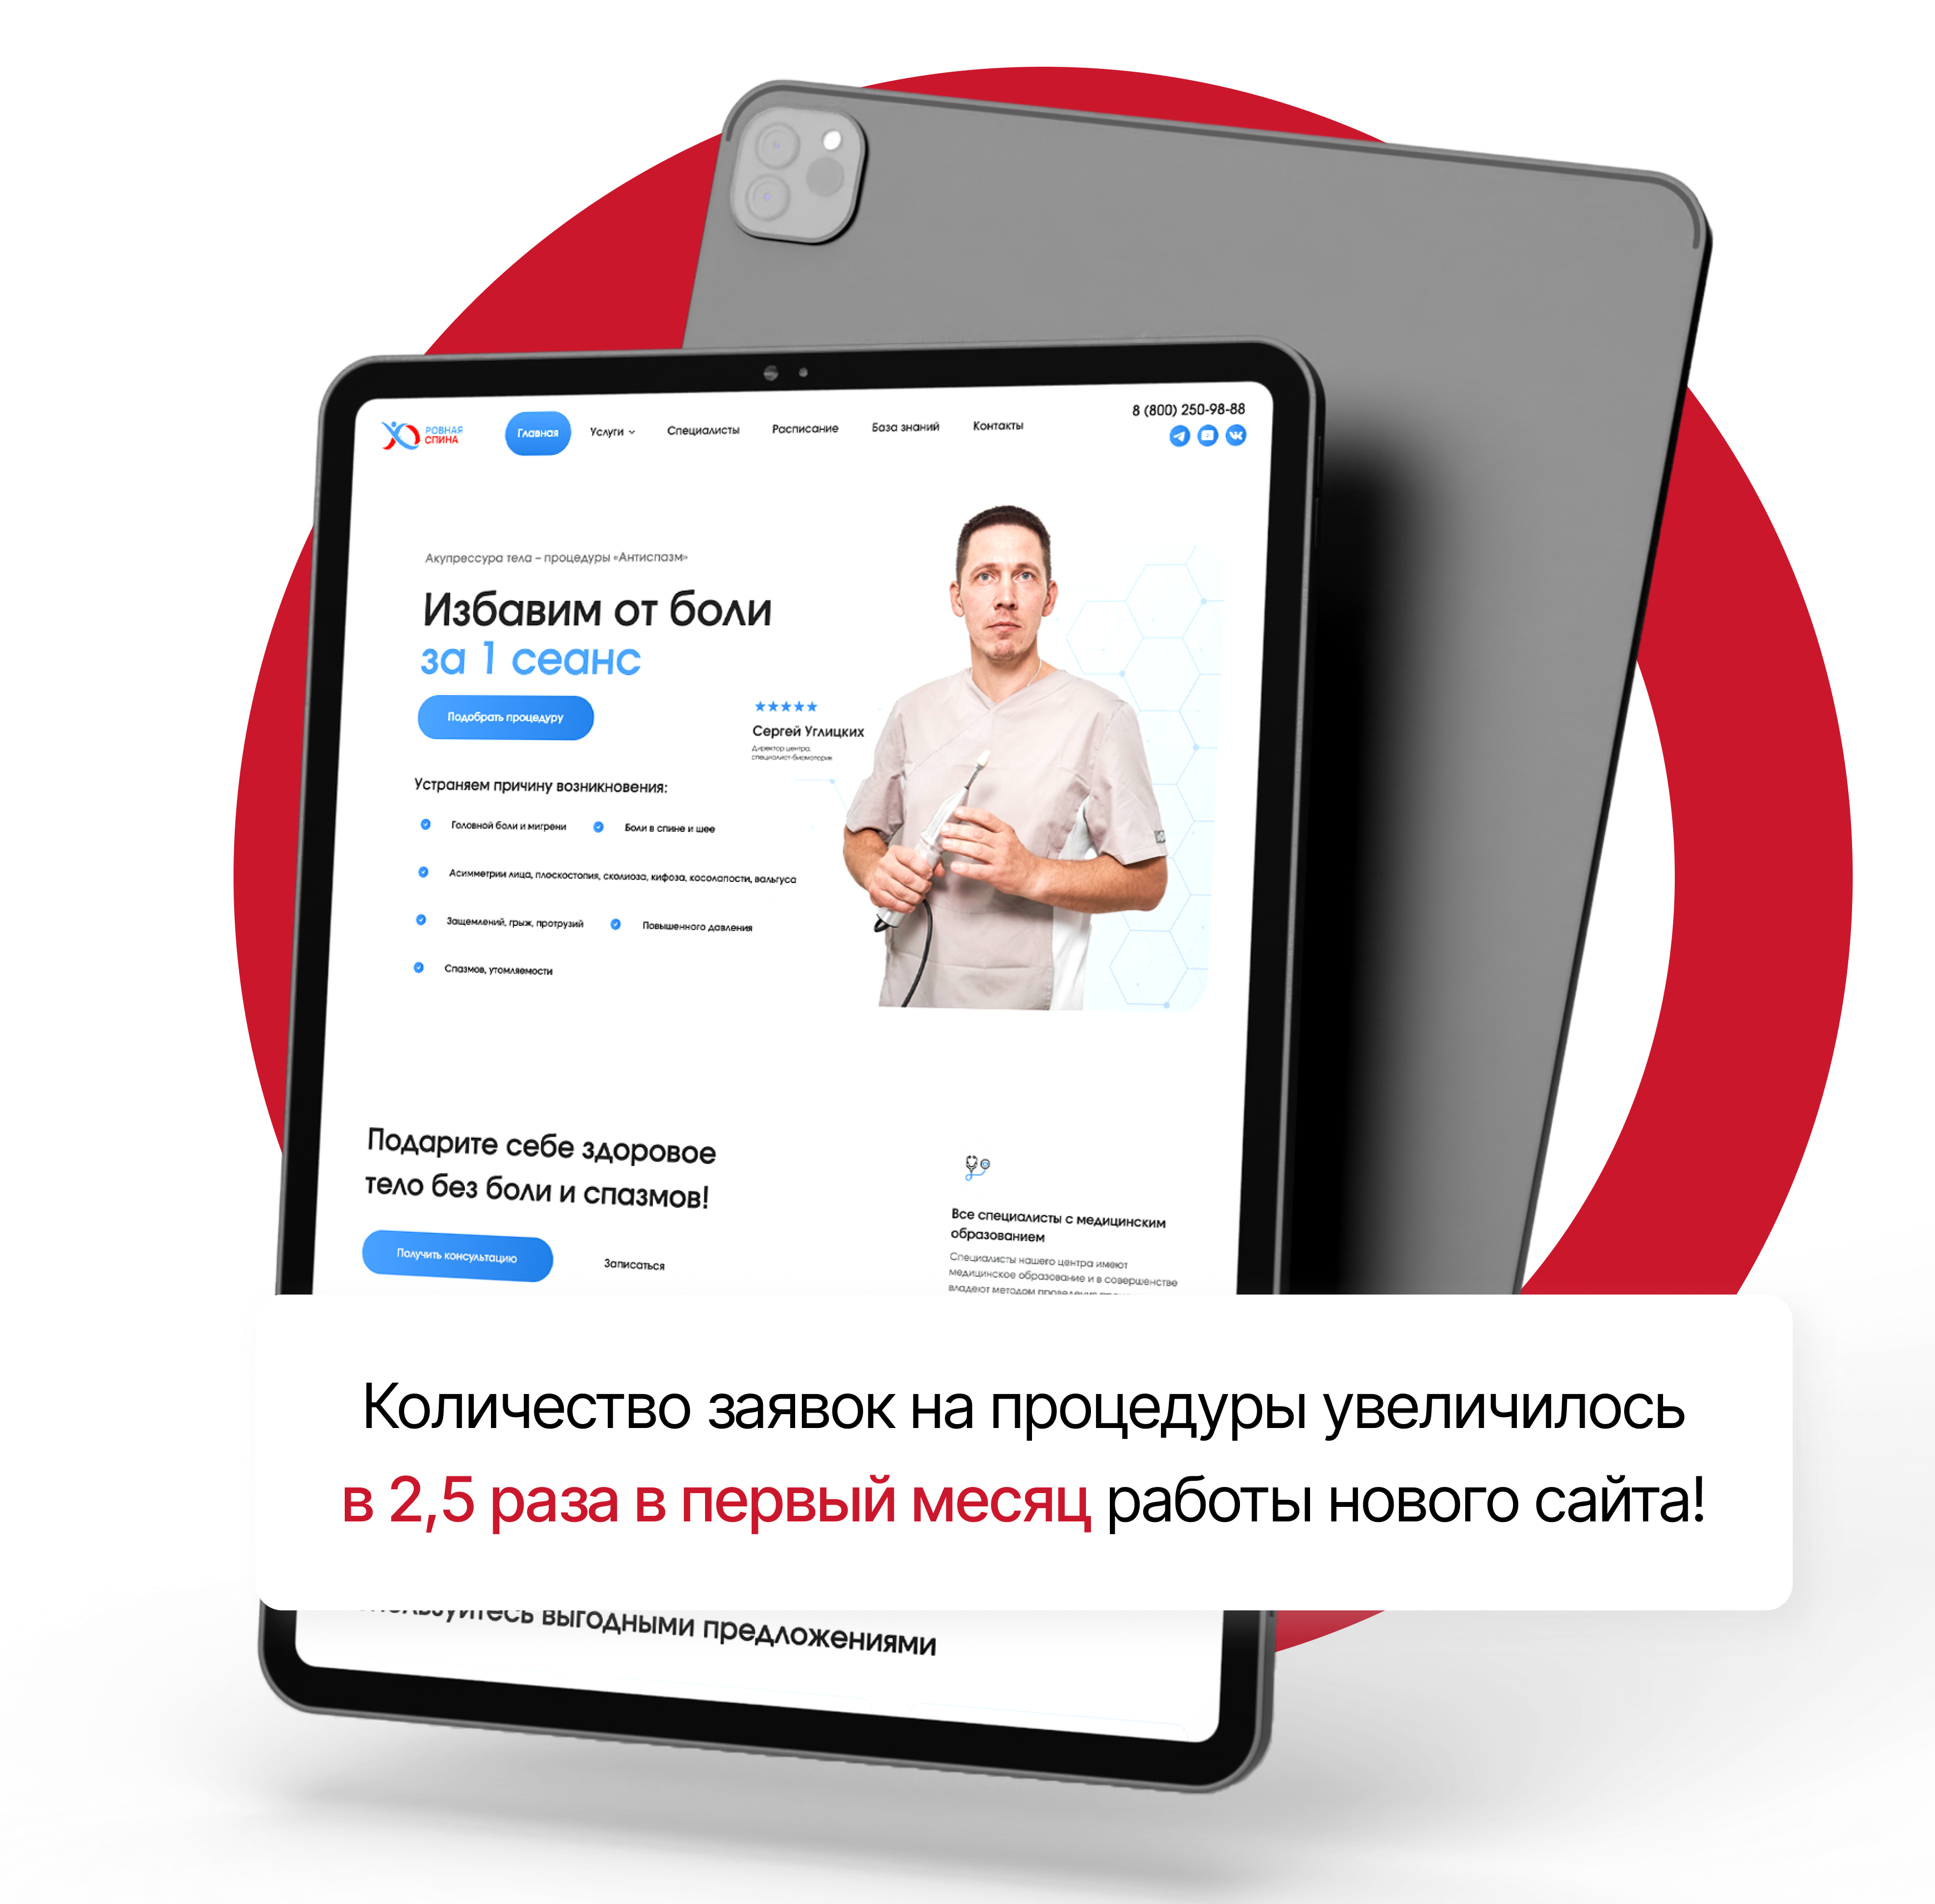 РОВНАЯ
СПИНА
Главная
Услуги
Специалисты
Расписание
База знаний
Контакты
8 (800) 250-98-88
Акупрессура тела – процедуры «Антиспазм»
Избавим от боли
за 1 сеанс
Подобрать процедуру
Сергей Углицких
Директор центра,
специалист-биомоторик
Устраняем причину возникновения:
Головной боли и мигрени
Боли в спине и шее
Асимметрии лица, плоскостопия, сколиоза, кифоза, косолапости, вальгуса
Защемлений, грыж, протрузий
Повышенного давления
Спазмов, утомляемости
Подарите себе здоровое
тело без боли и спазмов!
Получить консультацию
Записаться
Все специалисты с медицинским
образованием
Специалисты нашего центра имеют
медицинское образование и в совершенстве
владеют методом проведения
Количество заявок на процедуры увеличилось
в 2,5 раза в первый месяц работы нового сайта!
выгодными предложениями